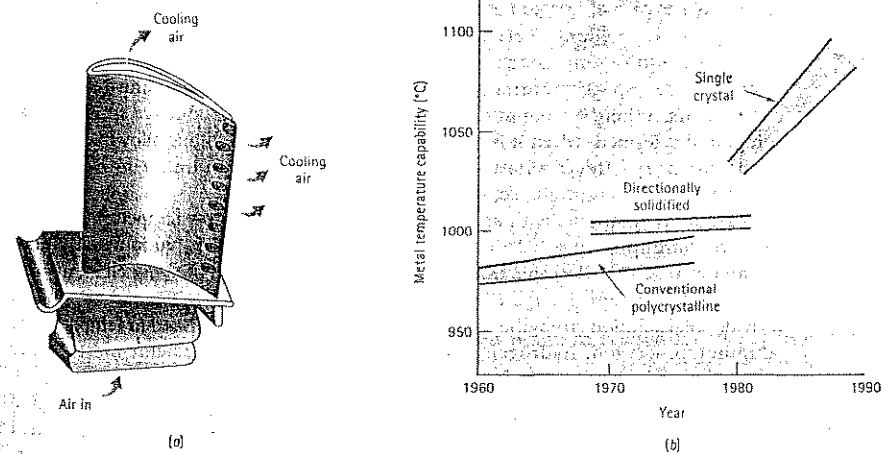 Cooling
air
Cooling
air
Air in
(a)
1100
1050
1000
950
Metal temperature capability (°C)
Single
crystal
Directionally
solidified
Conventional
polycrystalline
1960
1970
1980
1990
Year
(b)